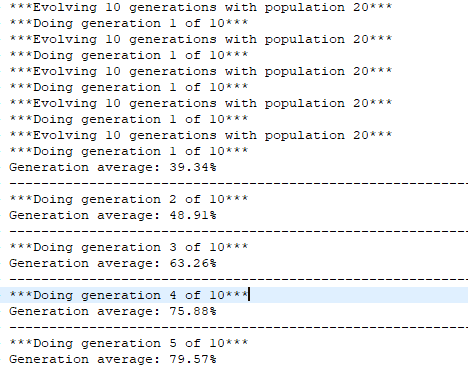 ***Evolving 10 generations with population 20***
***Doing generation 1 of 10***
***Evolving 10 generations with population 20***
***Doing generation 1 of 10***
***Evolving 10 generations with population 20***
***Doing generation 1 of 10***
***Evolving 10 generations with population 20***
***Doing generation 1 of 10***
***Evolving 10 generations with population 20***
***Doing generation 1 of 10***
Generation average: 39.34%
----------------------------------------------------------
***Doing generation 2 of 10***
Generation average: 48.91%
----------------------------------------------------------
***Doing generation 3 of 10***
Generation average: 63.26%
----------------------------------------------------------
***Doing generation 4 of 10***
Generation average: 75.88%
----------------------------------------------------------
***Doing generation 5 of 10***
Generation average: 79.57%